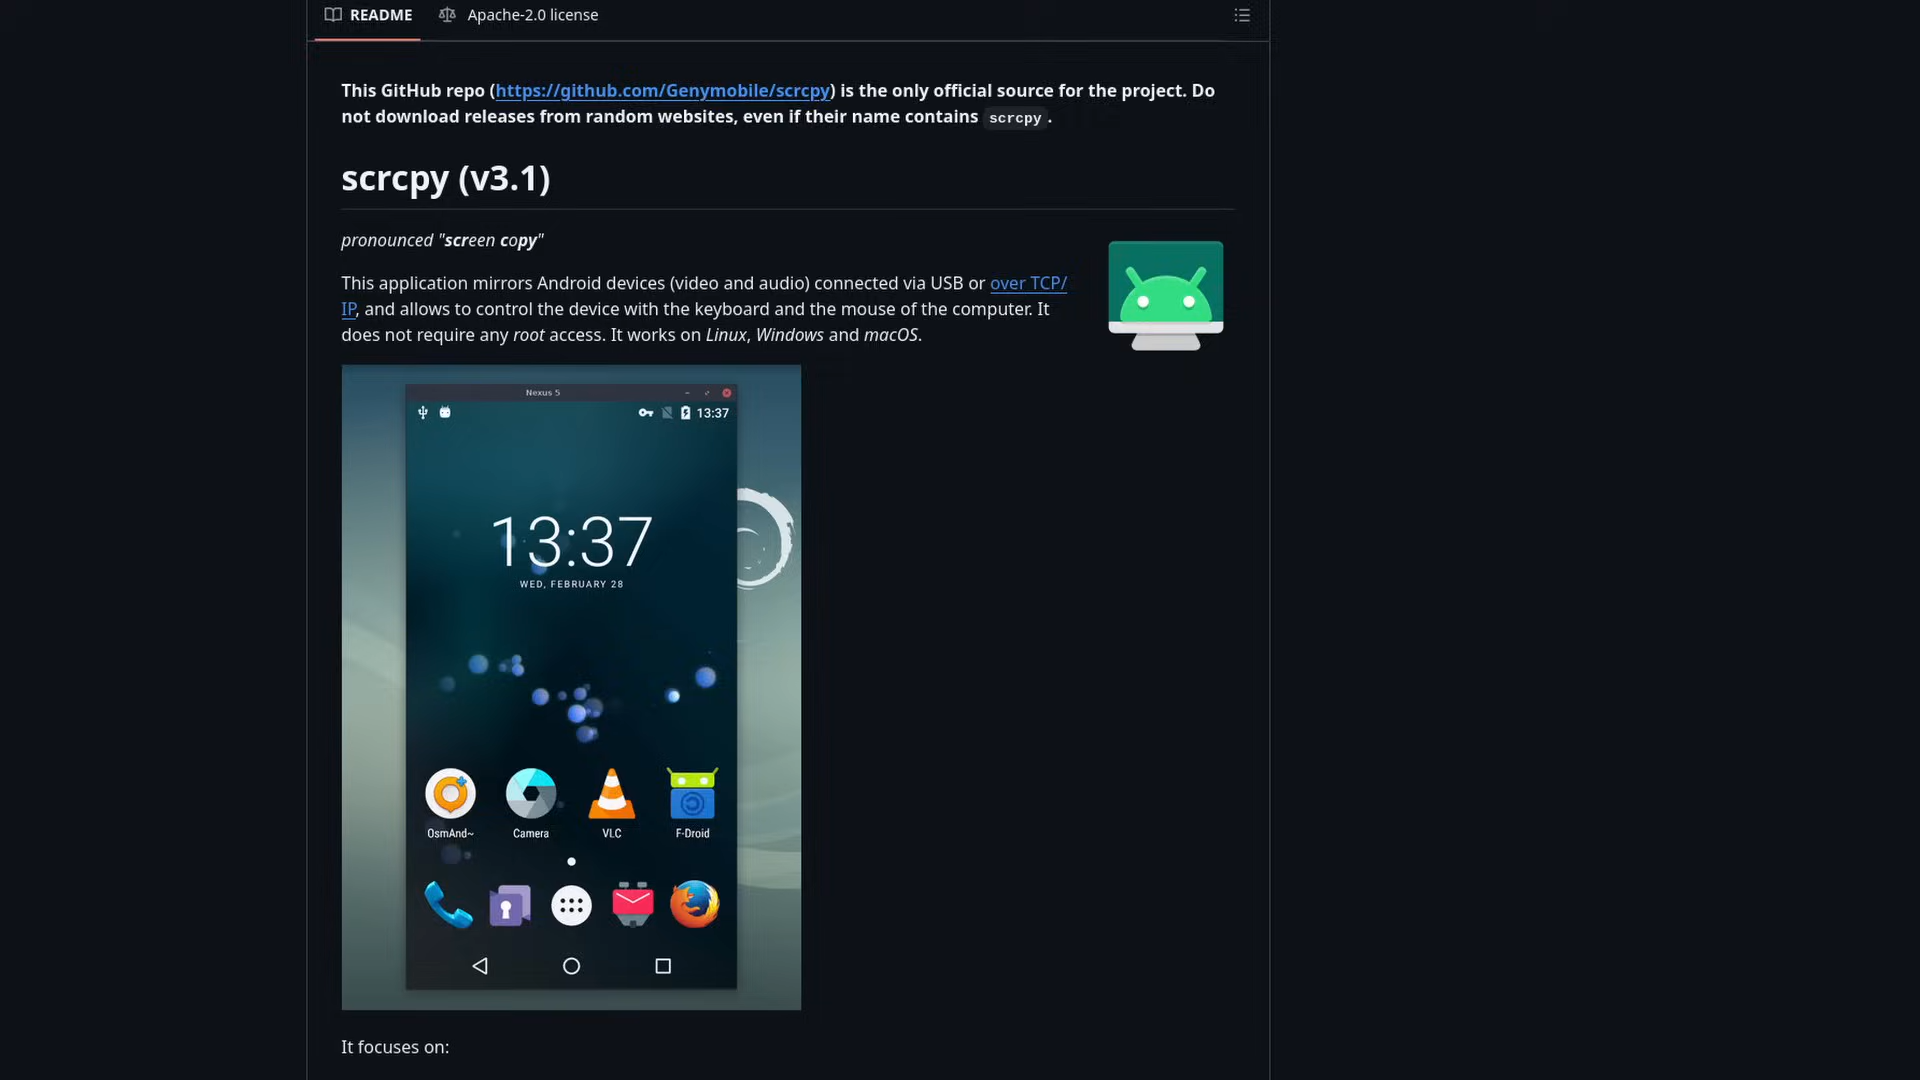 README
Apache-2.0 license
This GitHub repo (https://github.com/Genymobile/scrcpy) is the only official source for the project. Do
not download releases from random websites, even if their name contains scrcpy.
scrcpy (v3.1)
pronounced "screen copy"
This application mirrors Android devices (video and audio) connected via USB or over TCP/
IP, and allows to control the device with the keyboard and the mouse of the computer. It
does not require any root access. It works on Linux, Windows and macOS.
Nexus 5
13:37
13:37
WED, FEBRUARY 28
OsmAnd~
Camera
VLC
F-Droid
It focuses on: